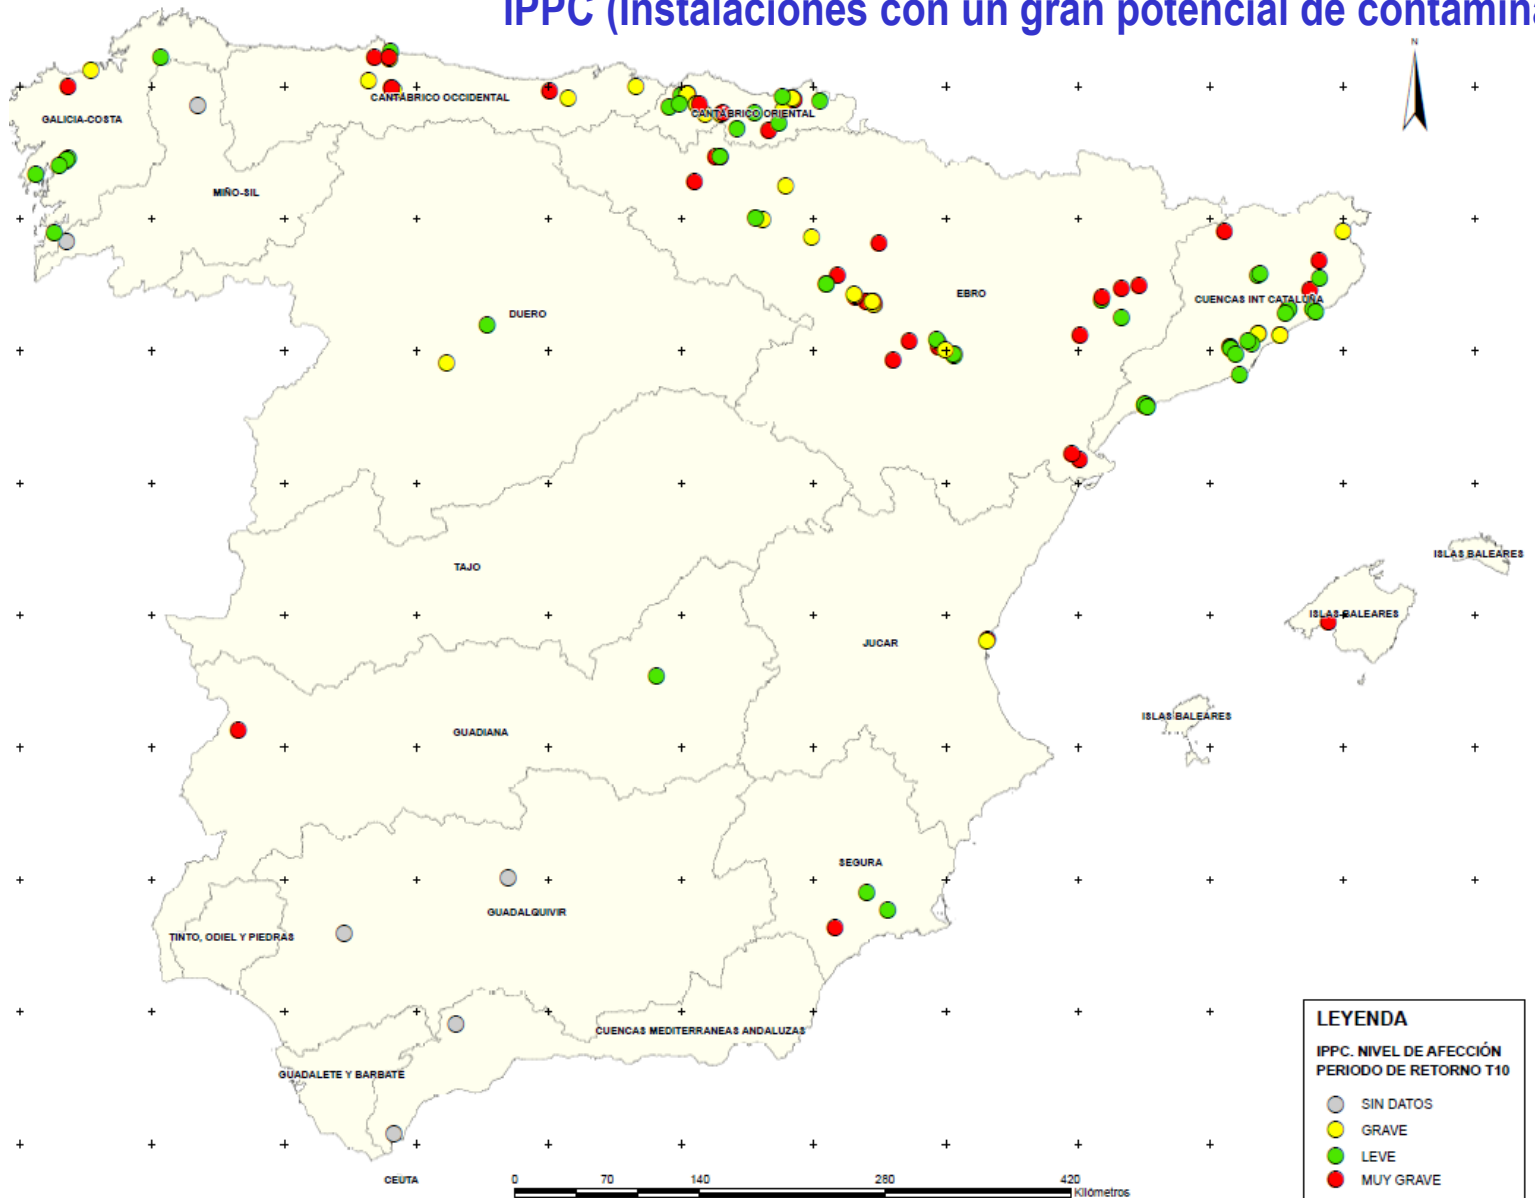 IPPC (Instalaciones con un gran potencial de contamina
N
CANTÁBRICO OCCIDENTAL
GALICIA-COSTA
CANTÁBRICO ORIENTAL
MIÑO-SIL
EBRO
CUENCAS INT CATALUÑA
DUERO
ISLAS BALEARES
TAJO
ISLAS BALEARES
JUCAR
ISLAS BALEARES
GUADIANA
SEGURA
GUADALQUIVIR
TINTO, ODIEL Y PIEDRAS
CUENCAS MEDITERRANEAS ANDALUZAS
GUADALETE Y BARBATE
CEUTA
0 70 140 280 420
Kilómetros
LEYENDA
IPPC. NIVEL DE AFECCIÓN
PERIODO DE RETORNO T10
SIN DATOS
GRAVE
LEVE
MUY GRAVE